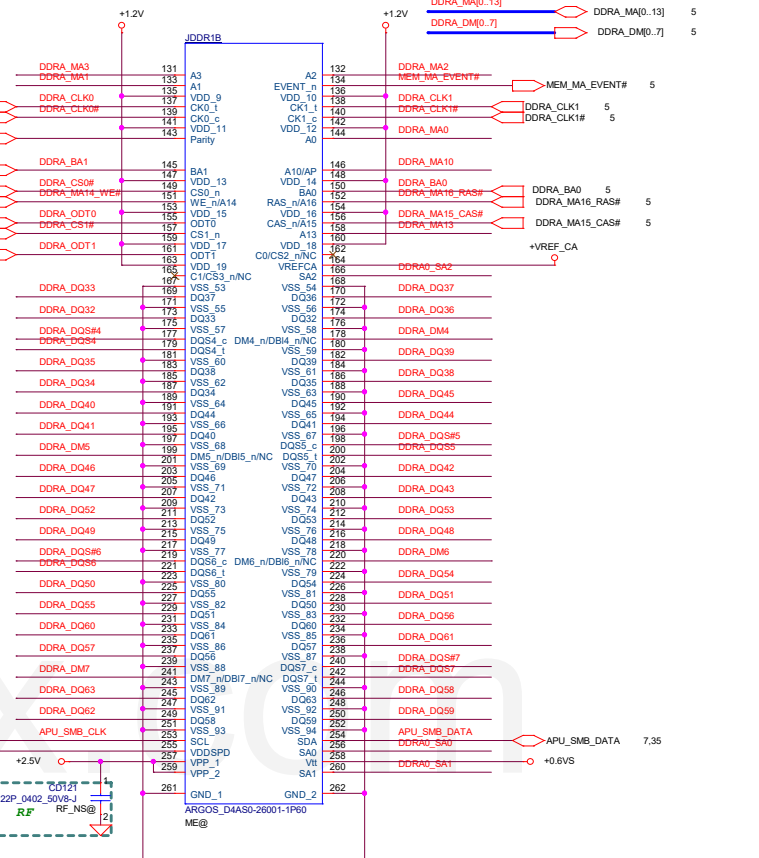 DDRA_MA[0..13]
+1.2V +1.2V DDRA_MA[0..13] 5
DDRA_DM[0..7]
DDRA_DM[0..7] 5
JDDR1B
DDRA_MA3 131 A3 A2 132 DDRA_MA2
DDRA_MA1 133 A1 EVENT_n 134 MEM_MA_EVENT# MEM_MA_EVENT# 5
135 VDD_9 VDD_10 136
DDRA_CLK0 137 CK0_t CK1_t 138 DDRA_CLK1 DDRA_CLK1 5
DDRA_CLK0# 139 CK0_c CK1_c 140 DDRA_CLK1# DDRA_CLK1# 5
141 VDD_11 VDD_12 142
143 Parity A0 144 DDRA_MA0
DDRA_BA1 145 BA1 A10/AP 146 DDRA_MA10
147 VDD_13 VDD_14 148
DDRA_CS0# 149 CS0_n BA0 150 DDRA_BA0 DDRA_BA0 5
DDRA_MA14_WE# 151 WE_n/A14 RAS_n/A16 152 DDRA_MA16_RAS# DDRA_MA16_RAS# 5
153 VDD_15 VDD_16 154
DDRA_ODT0 155 ODT0 CAS_n/A15 156 DDRA_MA15_CAS# DDRA_MA15_CAS# 5
DDRA_CS1# 157 CS1_n A13 158 DDRA_MA13
159 VDD_17 VDD_18 160
DDRA_ODT1 161 ODT1 C0/CS2_n/NC 162 +VREF_CA
163 VDD_19 VREFCA 164
165 C1/CS3_n/NC SA2 166 DDRA0_SA2
167 VSS_53 VSS_54 168
DDRA_DQ33 169 DQ37 DQ36 170 DDRA_DQ37
171 VSS_55 VSS_56 172
DDRA_DQ32 173 DQ33 DQ32 174 DDRA_DQ36
175 VSS_57 VSS_58 176
DDRA_DQS#4 177 DQS4_c DM4_n/DBI4_n/NC 178 DDRA_DM4
DDRA_DQS4 179 DQS4_t VSS_59 180
181 VSS_60 DQ39 182 DDRA_DQ39
DDRA_DQ35 183 DQ38 VSS_61 184
185 VSS_62 DQ35 186 DDRA_DQ38
DDRA_DQ34 187 DQ34 VSS_63 188
189 VSS_64 DQ45 190 DDRA_DQ45
DDRA_DQ40 191 DQ44 VSS_65 192
193 VSS_66 DQ41 194 DDRA_DQ44
DDRA_DQ41 195 DQ40 VSS_67 196
197 VSS_68 DQS5_c 198 DDRA_DQS#5
DDRA_DM5 199 DM5_n/DBI5_n/NC DQS5_t 200 DDRA_DQS5
201 VSS_69 VSS_70 202
DDRA_DQ46 203 DQ46 DQ47 204 DDRA_DQ42
205 VSS_71 VSS_72 206
DDRA_DQ47 207 DQ42 DQ43 208 DDRA_DQ43
209 VSS_73 VSS_74 210
DDRA_DQ52 211 DQ52 DQ53 212 DDRA_DQ53
213 VSS_75 VSS_76 214
DDRA_DQ49 215 DQ49 DQ48 216 DDRA_DQ48
217 VSS_77 VSS_78 218
DDRA_DQS#6 219 DQS6_c DM6_n/DBI6_n/NC 220 DDRA_DM6
DDRA_DQS6 221 DQS6_t VSS_79 222
223 VSS_80 DQ54 224 DDRA_DQ54
DDRA_DQ50 225 DQ55 VSS_81 226
227 VSS_82 DQ50 228 DDRA_DQ51
DDRA_DQ55 229 DQ51 VSS_83 230
231 VSS_84 DQ60 232 DDRA_DQ56
DDRA_DQ60 233 DQ61 VSS_85 234
235 VSS_86 DQ57 236 DDRA_DQ61
DDRA_DQ57 237 DQ56 VSS_87 238
239 VSS_88 DQS7_c 240 DDRA_DQS#7
DDRA_DM7 241 DM7_n/DBI7_n/NC DQS7_t 242 DDRA_DQS7
243 VSS_89 VSS_90 244
DDRA_DQ63 245 DQ62 DQ63 246 DDRA_DQ58
247 VSS_91 VSS_92 248
DDRA_DQ62 249 DQ58 DQ59 250 DDRA_DQ59
251 VSS_93 VSS_94 252
APU_SMB_CLK 253 SCL SDA 254 APU_SMB_DATA APU_SMB_DATA 7,35
255 VDDSPD SA0 256 DDRA0_SA0
+2.5V 257 VPP_1 Vtt 258 +0.6VS
259 VPP_2 SA1 260 DDRA0_SA1
261 GND_1 GND_2 262
1
CD121
22P_0402_50V8-J
RF RF_NS@
2
ARGOS_D4AS0-26001-1P60
ME@
x.com